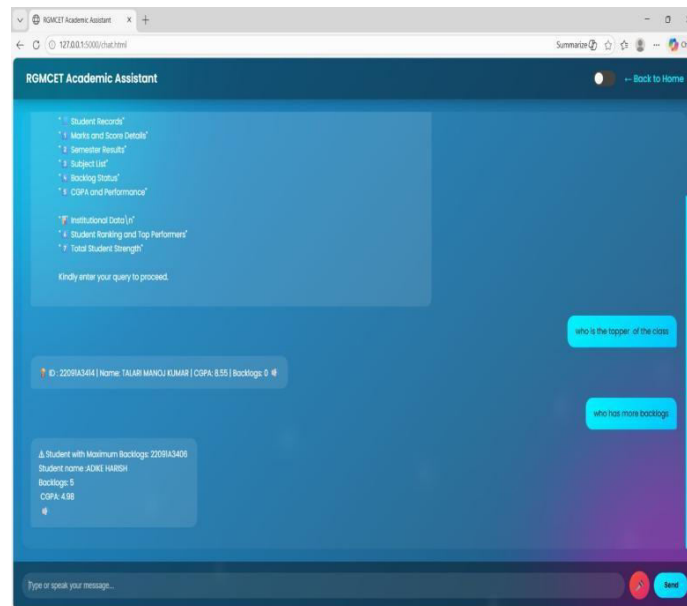 RGMCET Academic Assistant
127.0.0.1:5000/chat.html
Summarize
RGMCET Academic Assistant
← Back to Home
" Student Records"
" Marks and Score Details"
" Semester Results"
" Subject List"
" Backlog Status"
" CGPA and Performance"
" Institutional Data\n"
" Student Ranking and Top Performers"
" Total Student Strength"
Kindly enter your query to proceed.
who is the topper of the class
ID : 22091A3414 | Name: TALARI MANOJ KUMAR | CGPA: 8.55 | Backlogs: 0
who has more backlogs
Student with Maximum Backlogs: 22091A3406
Student name :ADIKE HARISH
Backlogs: 5
CGPA: 4.98
Type or speak your message...
Send